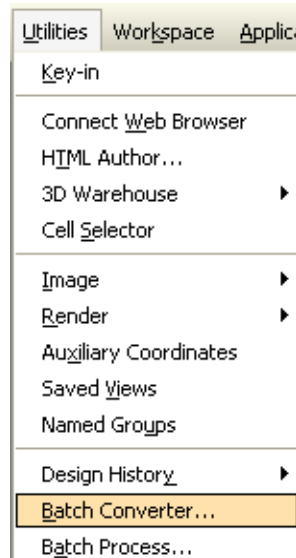 Utilities Workspace Applica
Key-in
Connect Web Browser
HTML Author...
3D Warehouse
Cell Selector
Image
Render
Auxiliary Coordinates
Saved Views
Named Groups
Design History
Batch Converter...
Batch Process...